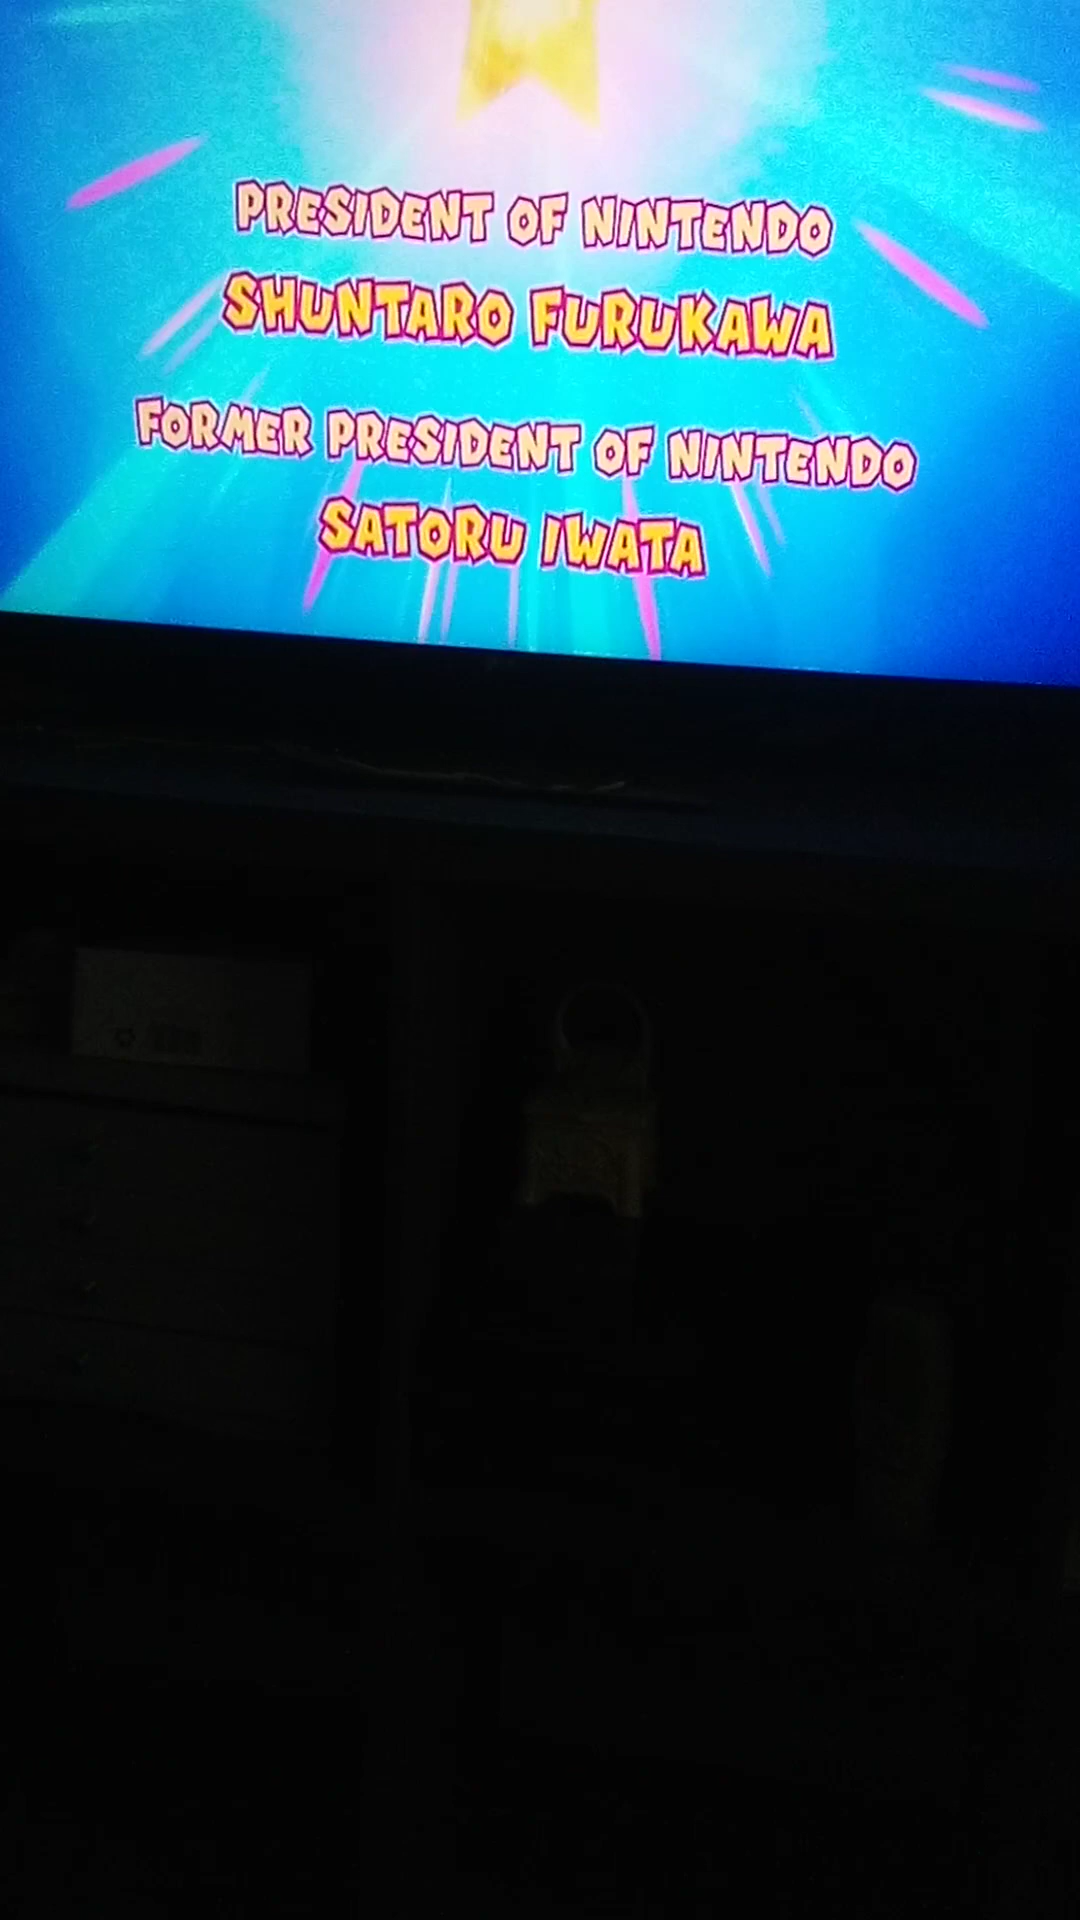 PRESIDENT OF NINTENDO
SHUNTARO FURUKAWA
FORMER PRESIDENT OF NINTENDO
SATORU IWATA